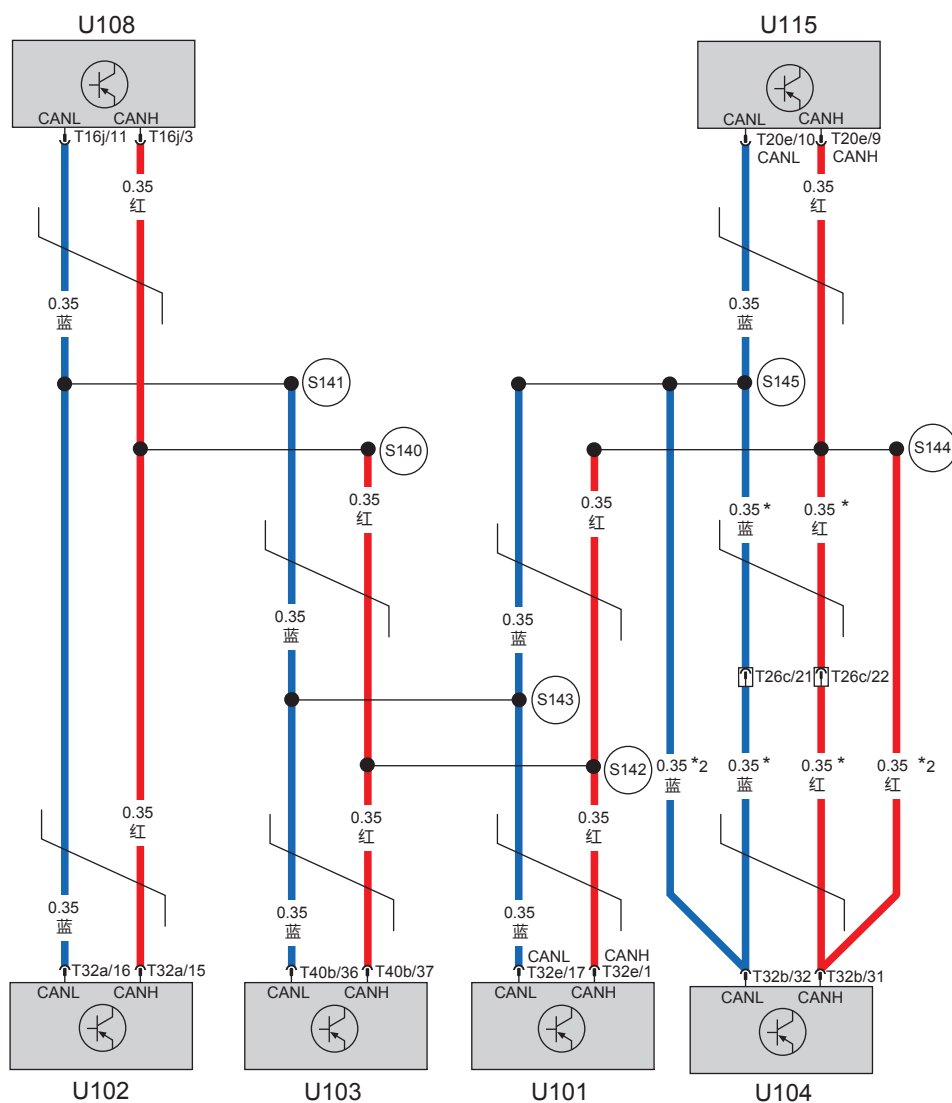 U108 U115
CANL CANH CANL CANH
T16j/11 T16j/3 T20e/10 T20e/9
CANL CANH
0.35 0.35
红 红
0.35 0.35
蓝 蓝
S141 S145
S140 S144
0.35 0.35 0.35 * 0.35 *
红 红 蓝 红
0.35 0.35
蓝 蓝
T26c/21 T26c/22
S143
S142
0.35 *2 0.35 * 0.35 * 0.35 *2
蓝 蓝 红 红
0.35 0.35 0.35
红 红 红
0.35 0.35 0.35
蓝 蓝 蓝
CANL CANH
T32a/16 T32a/15 T40b/36 T40b/37 T32e/17 T32e/1 T32b/32 T32b/31
CANL CANH CANL CANH CANL CANH CANL CANH
U102 U103 U101 U104